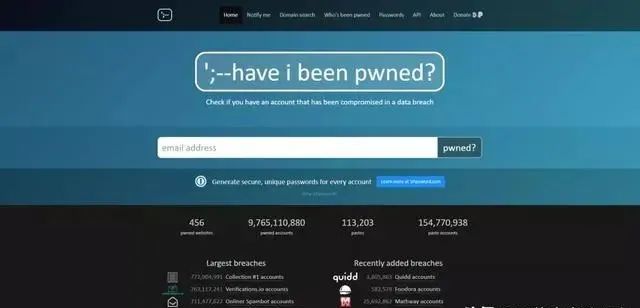 ';--
Home Notify me Domain search Who's been pwned Passwords API About Donate
';--have i been pwned?
Check if you have an account that has been compromised in a data breach
email address pwned?
Generate secure, unique passwords for every account Learn more at 1Password.com
Why 1Password?
456 9,765,110,880 113,203 154,770,938
pwned websites pwned accounts pastes paste accounts
Largest breaches Recently added breaches
772,904,991 Collection #1 accounts quidd 3,805,863 Quidd accounts
763,117,241 Verifications.io accounts 582,578 Foodora accounts
711,477,622 Onliner Spambot accounts 25,692,862 Mathway accounts